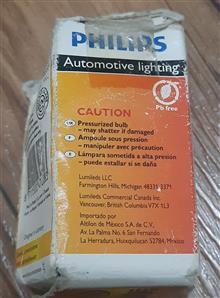 PHILIPS
Automotive lighting
Pb free
CAUTION
Pressurized bulb
– may shatter if damaged
Ampoule sous pression
– manipuler avec précaution
Lámpara sometida a alta presión
– puede estallar si se daña
Lumileds LLC
Farmington Hills, Michigan 48335-3371
Lumileds Commercial Canada Inc.
Vancouver, British Columbia V7X 1L3
Importado por
Altilon de México S.A. de C.V.
Av. La Palma No. 6 San Fernando
La Herradura, Huixquilucan 52784, México